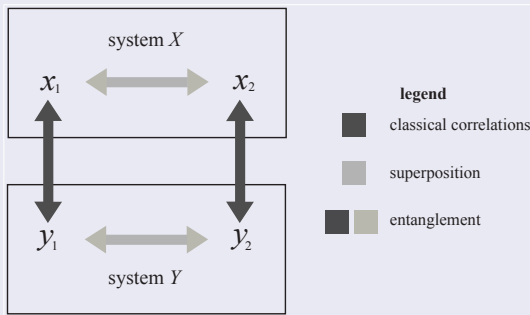 system X
x₁ x₂
y₁ y₂
system Y
legend
classical correlations
superposition
entanglement